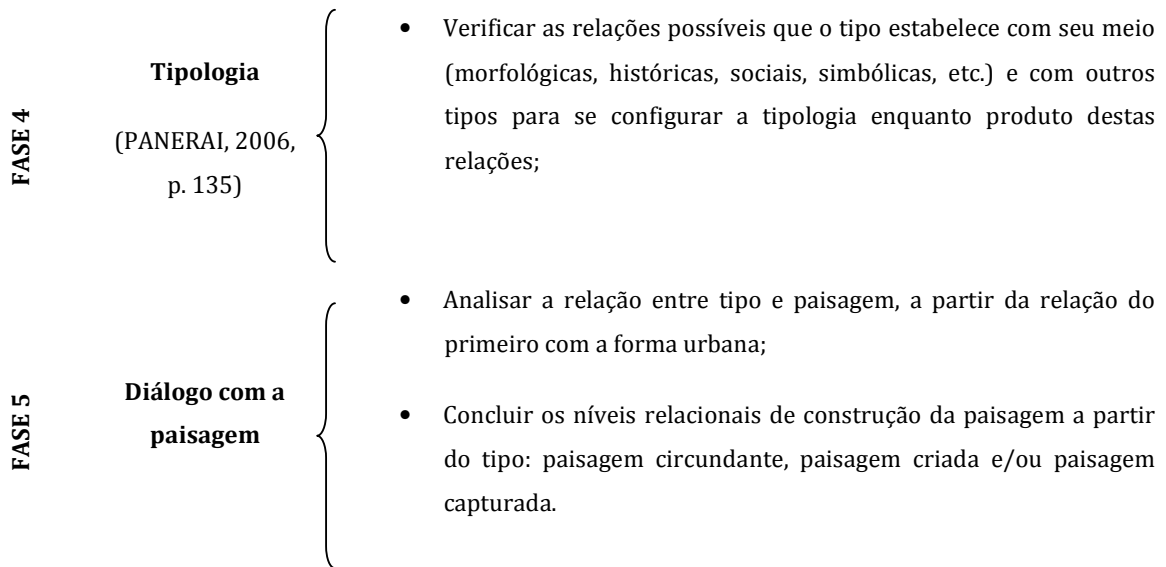 FASE 4
Tipologia
(PANERAI, 2006,
p. 135)
• Verificar as relações possíveis que o tipo estabelece com seu meio
(morfológicas, históricas, sociais, simbólicas, etc.) e com outros
tipos para se configurar a tipologia enquanto produto destas
relações;
FASE 5
Diálogo com a
paisagem
• Analisar a relação entre tipo e paisagem, a partir da relação do
primeiro com a forma urbana;
• Concluir os níveis relacionais de construção da paisagem a partir
do tipo: paisagem circundante, paisagem criada e/ou paisagem
capturada.